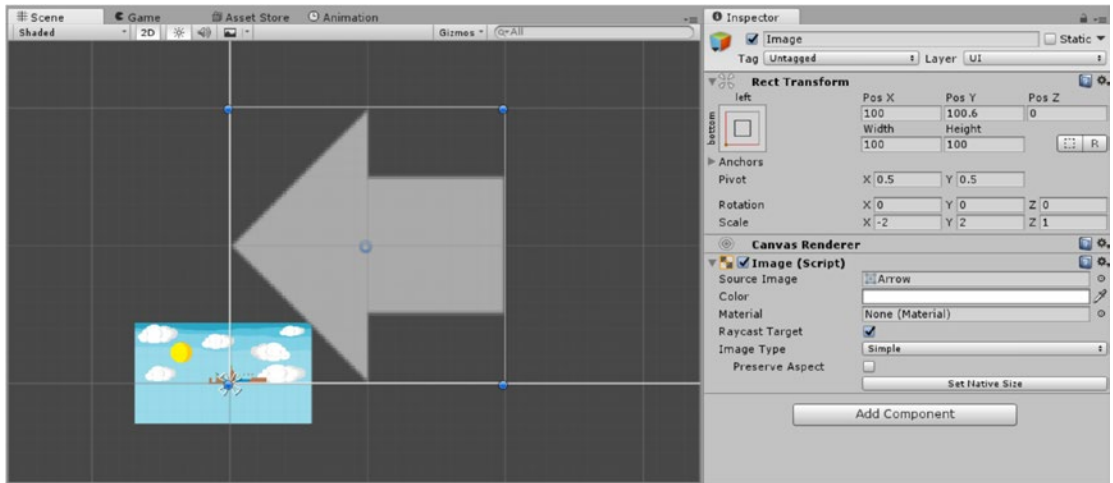 Scene Game Asset Store Animation
Shaded 2D Gizmos All
Inspector
Image Static
Tag Untagged Layer UI
Rect Transform
left Pos X Pos Y Pos Z
bottom 100 100.6 0
Width Height
100 100 R
Anchors
Pivot X 0.5 Y 0.5
Rotation X 0 Y 0 Z 0
Scale X -2 Y 2 Z 1
Canvas Renderer
Image (Script)
Source Image Arrow
Color
Material None (Material)
Raycast Target
Image Type Simple
Preserve Aspect
Set Native Size
Add Component